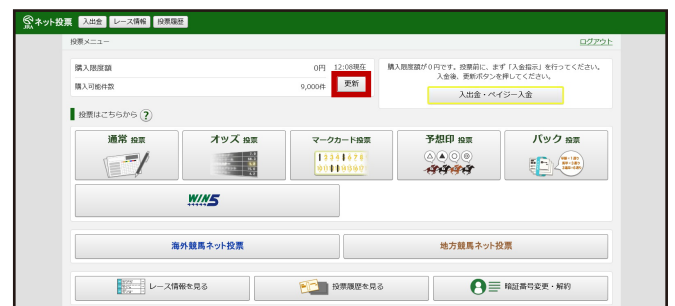 ネット投票 入出金 レース情報 投票履歴
投票メニュー ログアウト
購入限度額 0円 12:08現在
購入可能件数 9,000件 更新
購入限度額が0円です。投票前に、まず「入金指示」を行ってください。
入金後、更新ボタンを押してください。
入出金・ペイジー入金
投票はこちらから ?
通常 投票 オッズ 投票 マークカード投票 予想印 投票 パック 投票
WIN5
海外競馬ネット投票 地方競馬ネット投票
レース情報を見る 投票履歴を見る 暗証番号変更・解約